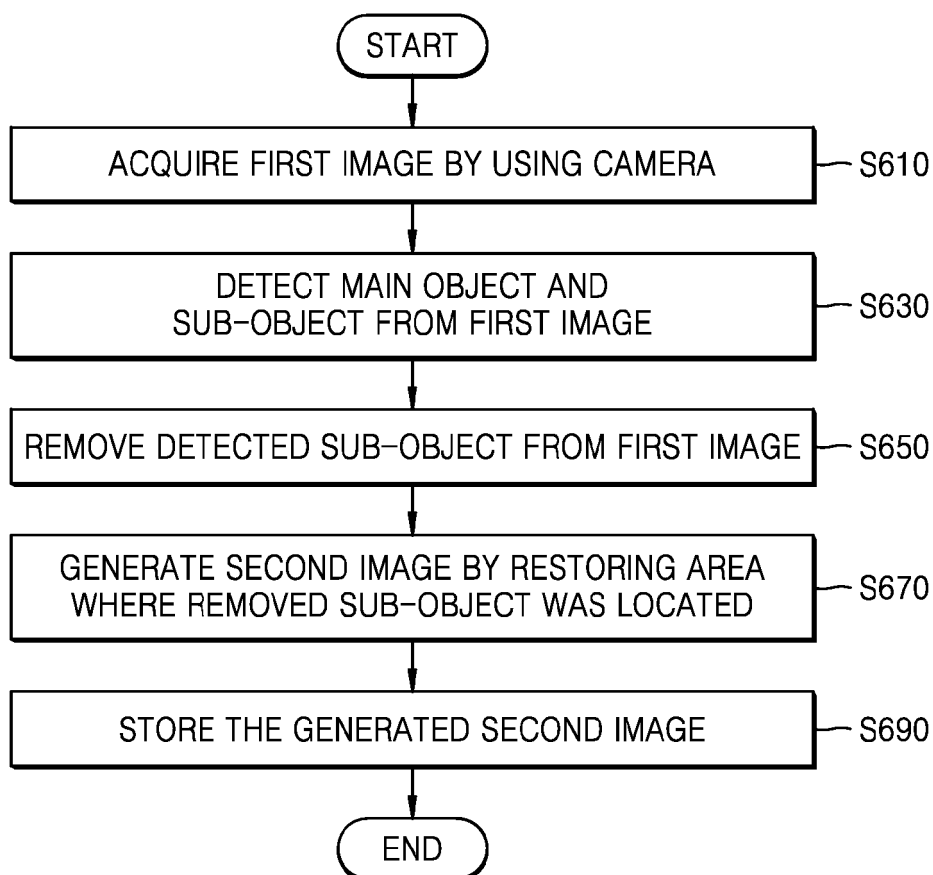 START
ACQUIRE FIRST IMAGE BY USING CAMERA
S610
DETECT MAIN OBJECT AND
SUB-OBJECT FROM FIRST IMAGE
S630
REMOVE DETECTED SUB-OBJECT FROM FIRST IMAGE
S650
GENERATE SECOND IMAGE BY RESTORING AREA
WHERE REMOVED SUB-OBJECT WAS LOCATED
S670
STORE THE GENERATED SECOND IMAGE
S690
END